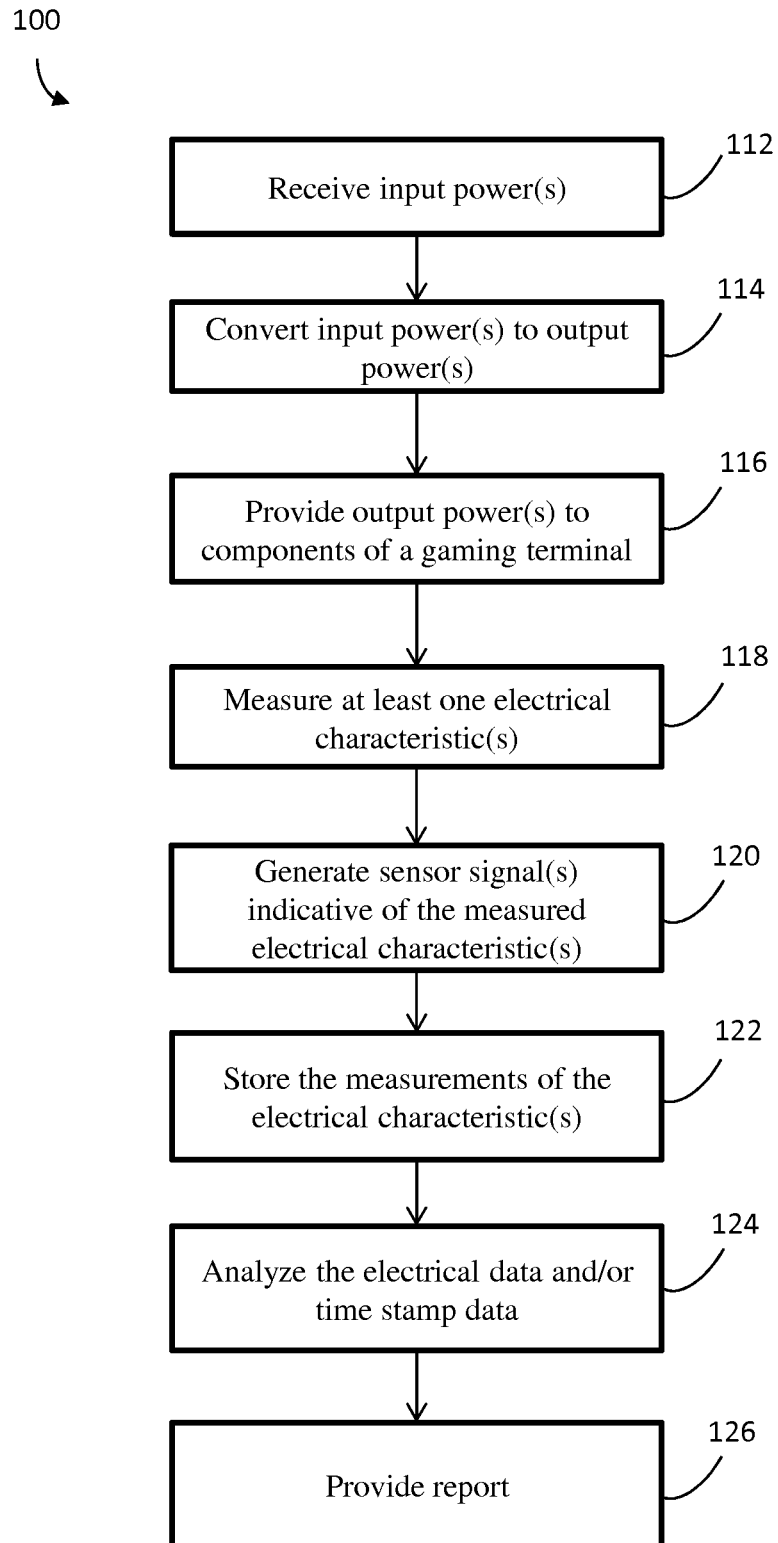 100
Receive input power(s)
112
Convert input power(s) to output
power(s)
114
Provide output power(s) to
components of a gaming terminal
116
Measure at least one electrical
characteristic(s)
118
Generate sensor signal(s)
indicative of the measured
electrical characteristic(s)
120
Store the measurements of the
electrical characteristic(s)
122
Analyze the electrical data and/or
time stamp data
124
Provide report
126